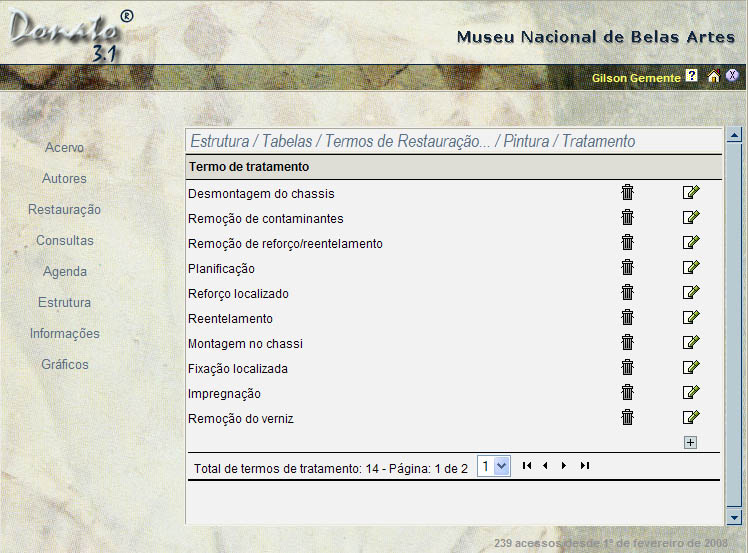 Donato ®
3.1
Museu Nacional de Belas Artes
Gilson Gemente ? X
Acervo
Autores
Restauração
Consultas
Agenda
Estrutura
Informações
Gráficos
Estrutura / Tabelas / Termos de Restauração... / Pintura / Tratamento
Termo de tratamento
Desmontagem do chassis
Remoção de contaminantes
Remoção de reforço/reentelamento
Planificação
Reforço localizado
Reentelamento
Montagem no chassi
Fixação localizada
Impregnação
Remoção do verniz
+
Total de termos de tratamento: 14 - Página: 1 de 2 1
239 acessos desde 1º de fevereiro de 2008